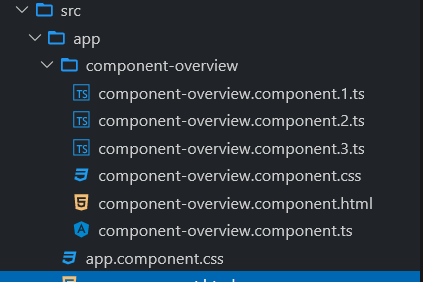 src
app
component-overview
component-overview.component.1.ts
component-overview.component.2.ts
component-overview.component.3.ts
component-overview.component.css
component-overview.component.html
component-overview.component.ts
app.component.css